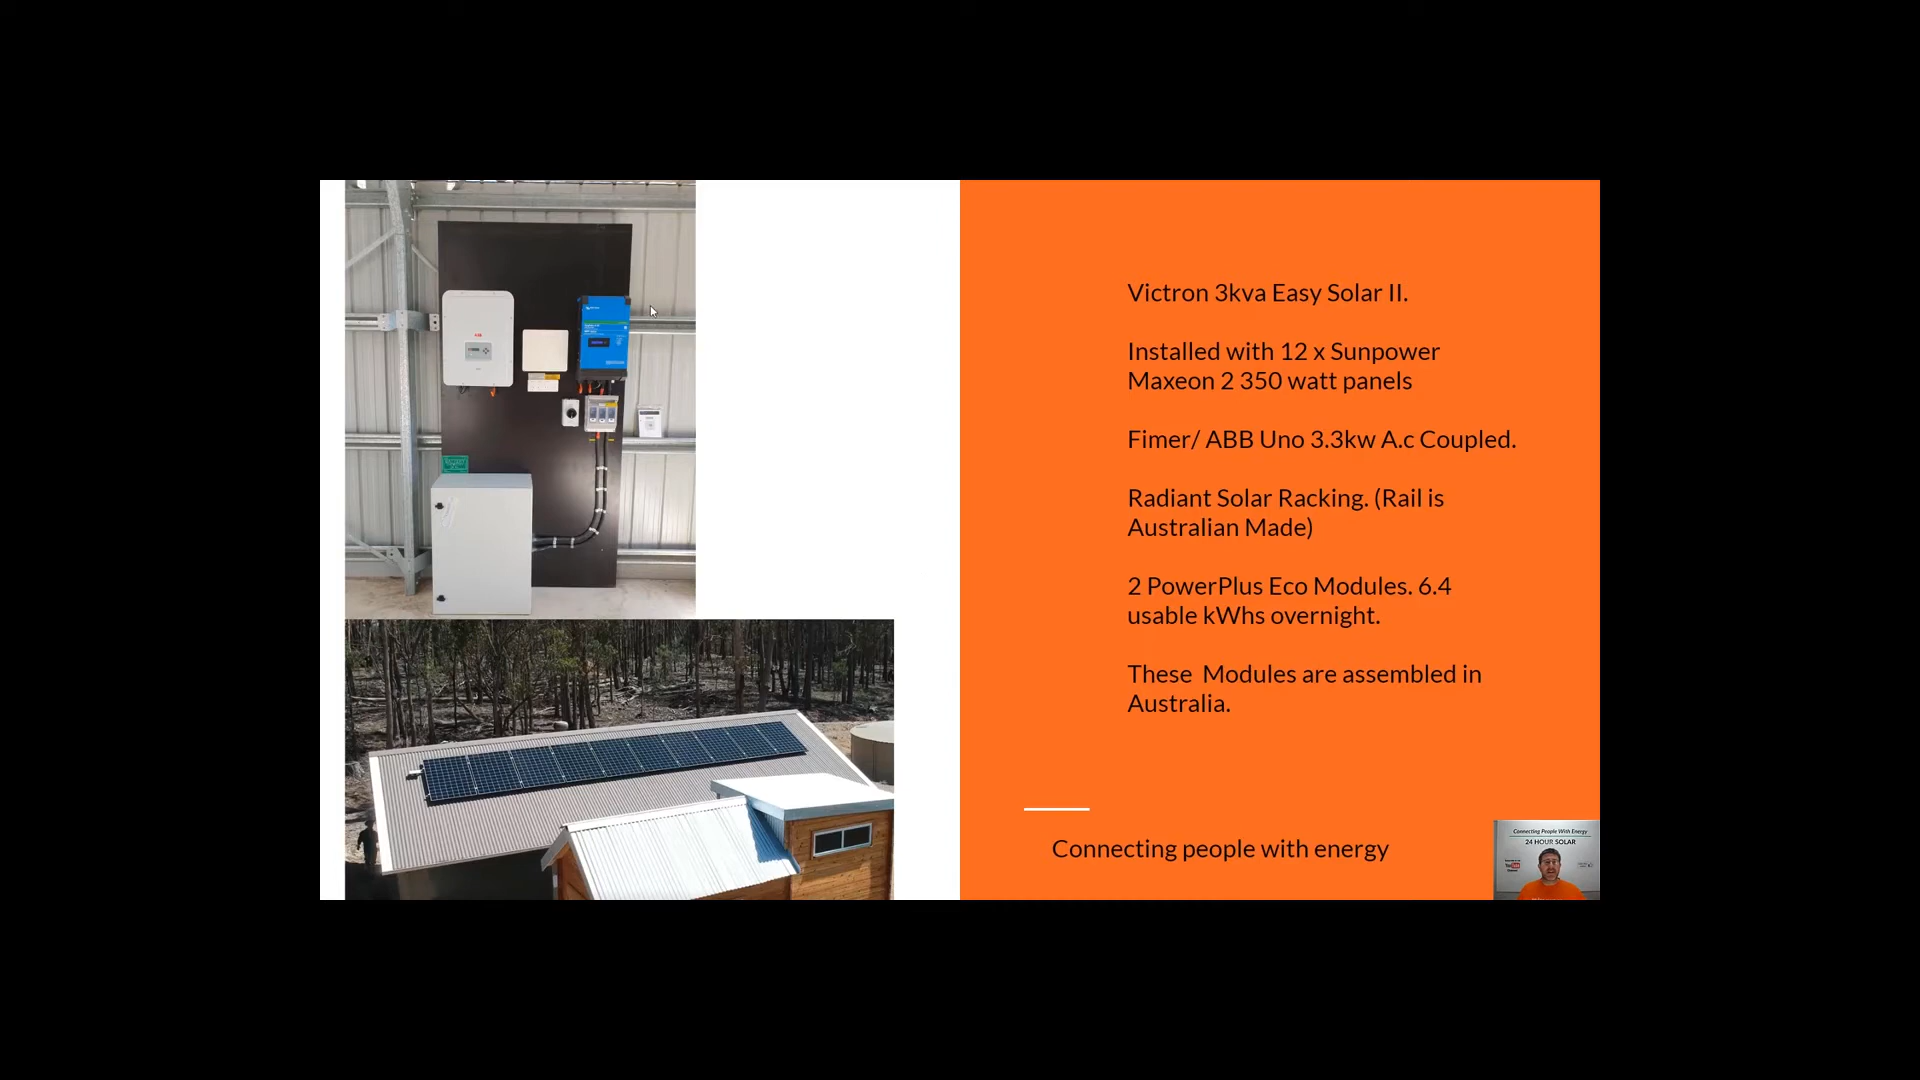 Victron 3kva Easy Solar II.
Installed with 12 x Sunpower
Maxeon 2 350 watt panels
Fimer/ ABB Uno 3.3kw A.c Coupled.
Radiant Solar Racking. (Rail is
Australian Made)
2 PowerPlus Eco Modules. 6.4
usable kWhs overnight.
These  Modules are assembled in
Australia.
Connecting people with energy
Connecting People With Energy
24 HOUR SOLAR